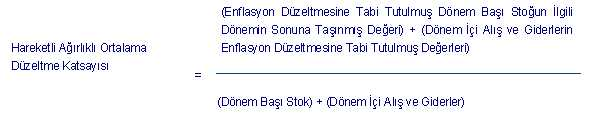 (Enflasyon Düzeltmesine Tabi Tutulmuş Dönem Başı Stoğun İlgili
Dönemin Sonuna Taşınmış Değeri) + (Dönem İçi Alış ve Giderlerin
Enflasyon Düzeltmesine Tabi Tutulmuş Değerleri)
Hareketli Ağırlıklı Ortalama
Düzeltme Katsayısı
=
(Dönem Başı Stok) + (Dönem İçi Alış ve Giderler)